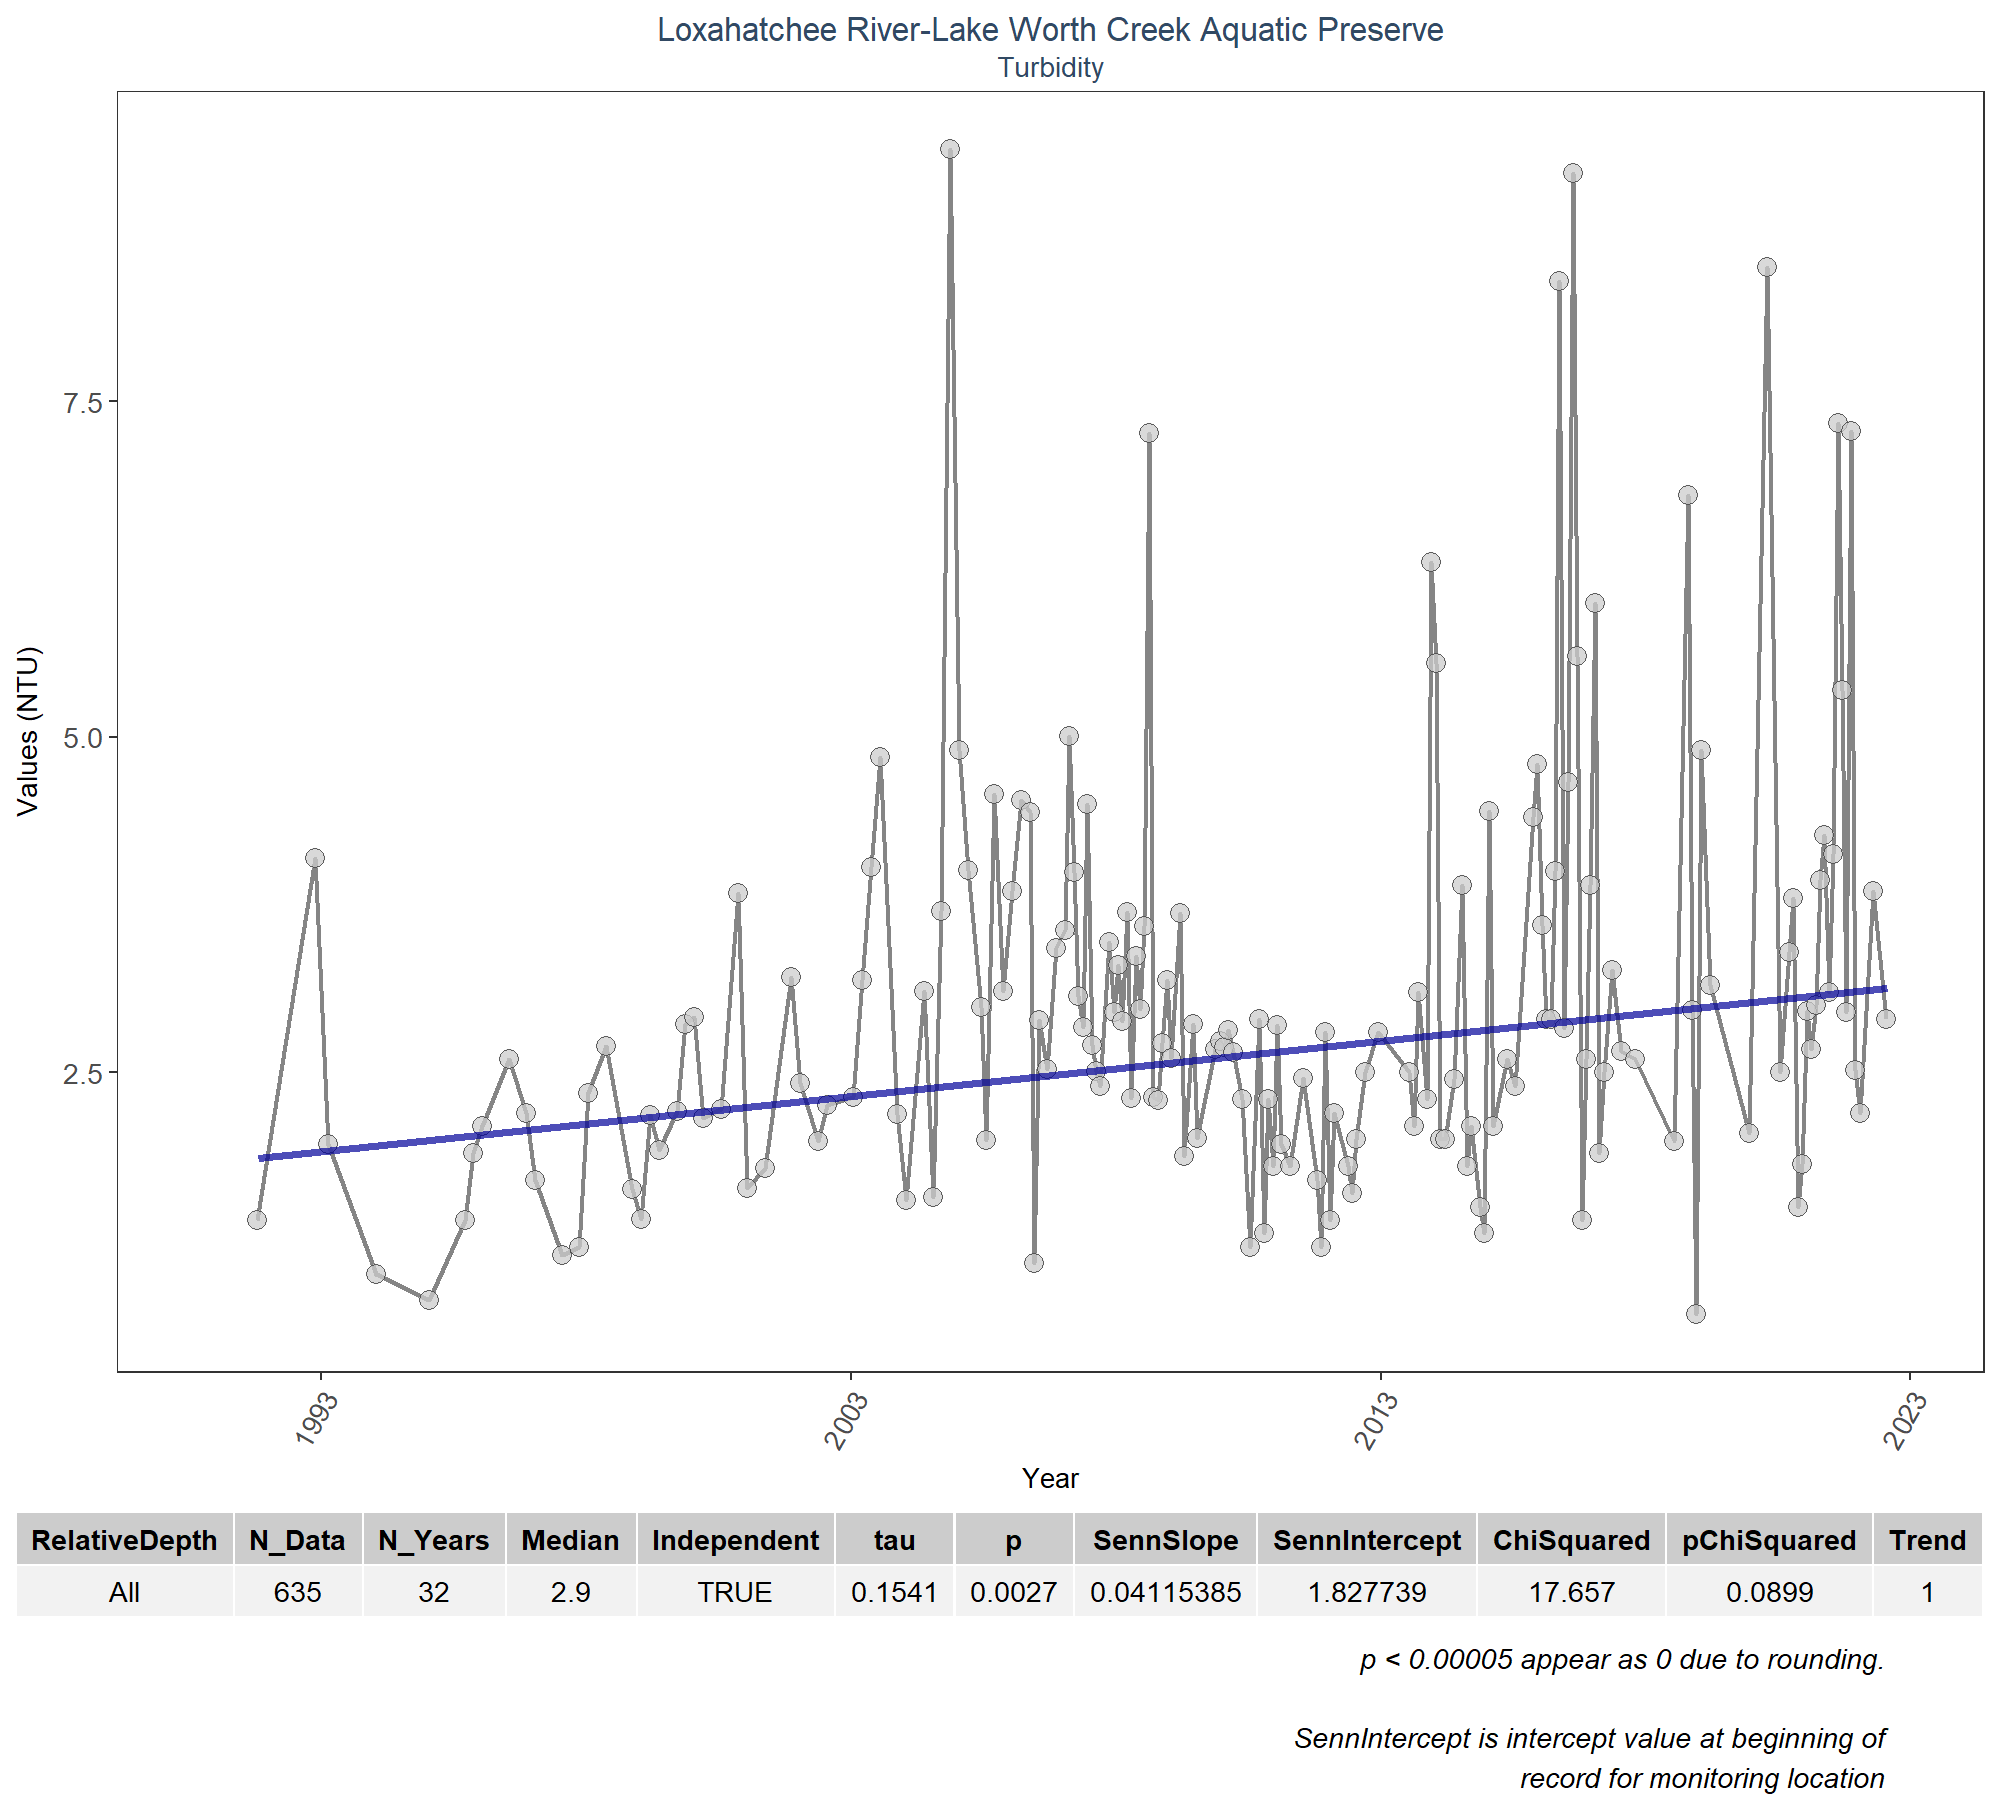 Loxahatchee River-Lake Worth Creek Aquatic Preserve
Turbidity
Values (NTU)
7.5
5.0
2.5
1993 2003 2013 2023
Year
RelativeDepth N_Data N_Years Median Independent tau p SennSlope SennIntercept ChiSquared pChiSquared Trend
All 635 32 2.9 TRUE 0.1541 0.0027 0.04115385 1.827739 17.657 0.0899 1
p < 0.00005 appear as 0 due to rounding.
SennIntercept is intercept value at beginning of
record for monitoring location